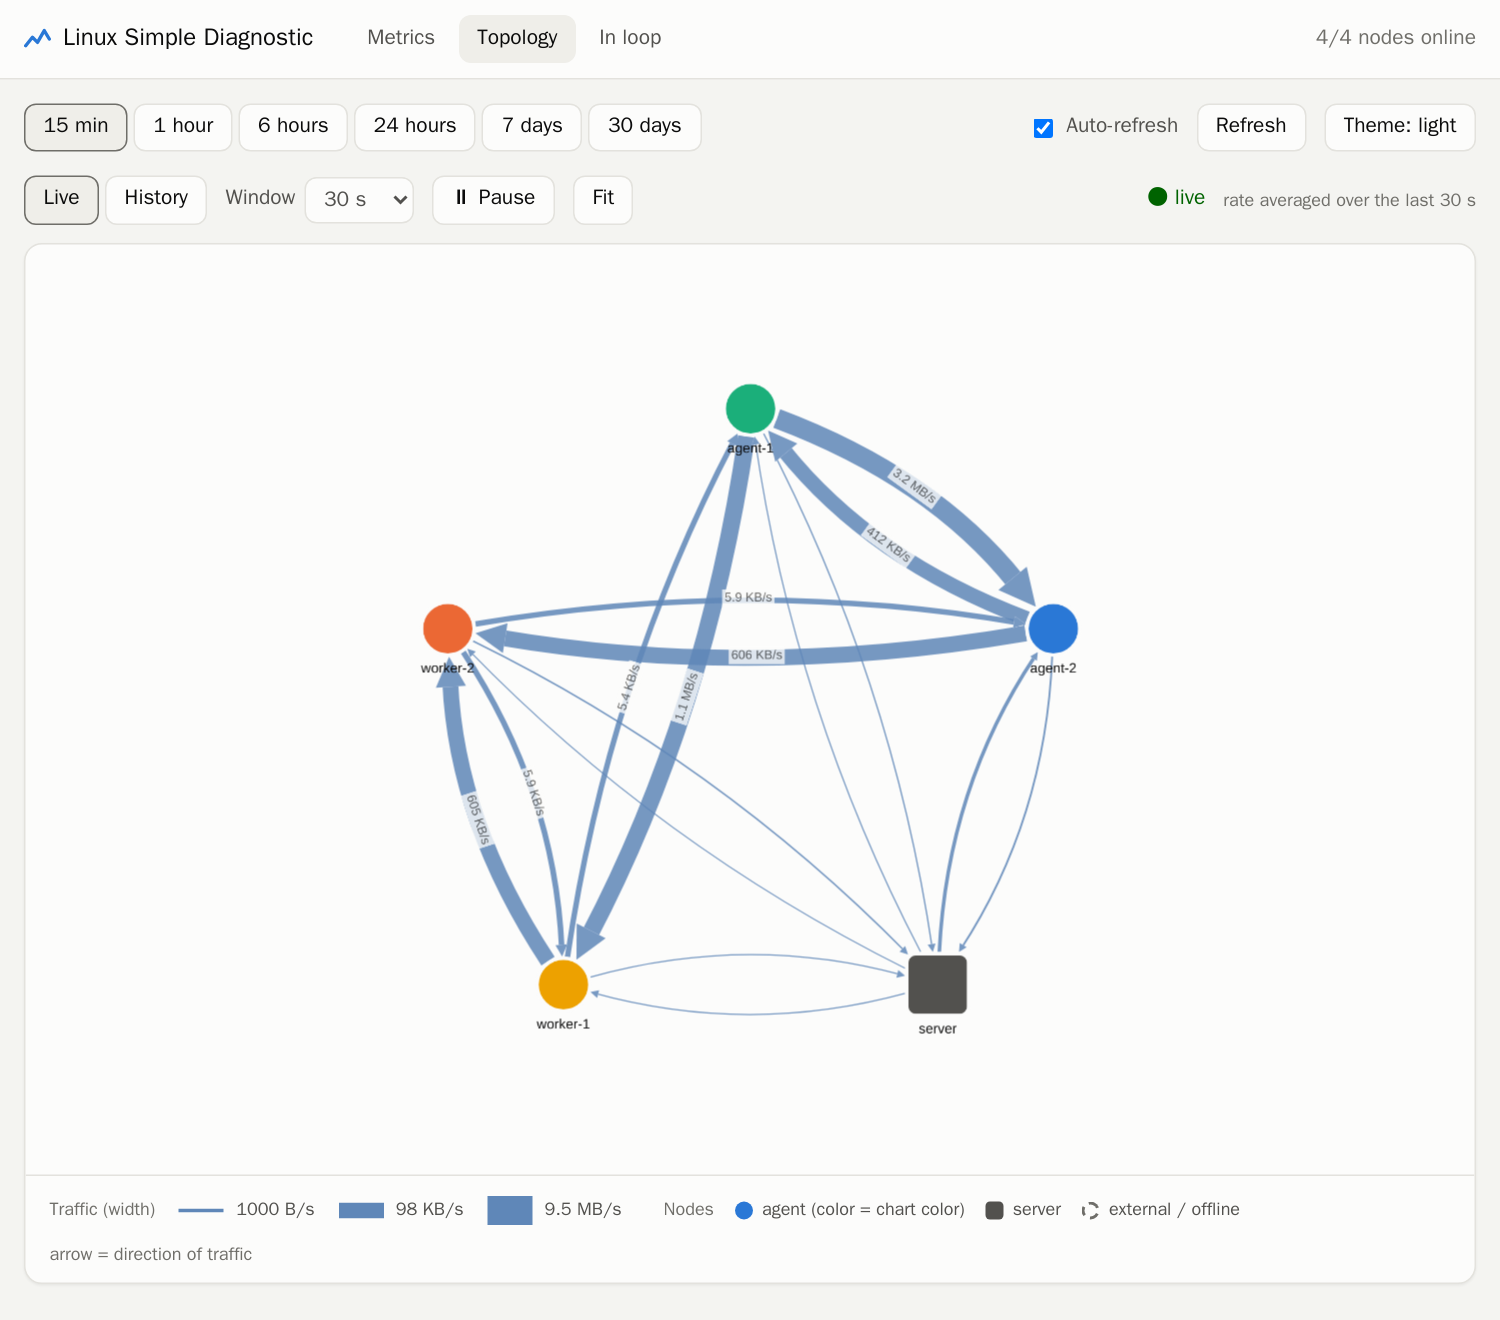 Linux Simple Diagnostic Metrics Topology In loop 4/4 nodes online
15 min 1 hour 6 hours 24 hours 7 days 30 days Auto-refresh Refresh Theme: light
Live History Window 30 s Pause Fit live rate averaged over the last 30 s
agent-1
3.2 MB/s
412 KB/s
5.9 KB/s
606 KB/s
worker-2
agent-2
5.4 KB/s
1.1 MB/s
5.9 KB/s
605 KB/s
worker-1
server
Traffic (width) 1000 B/s 98 KB/s 9.5 MB/s Nodes agent (color = chart color) server external / offline
arrow = direction of traffic